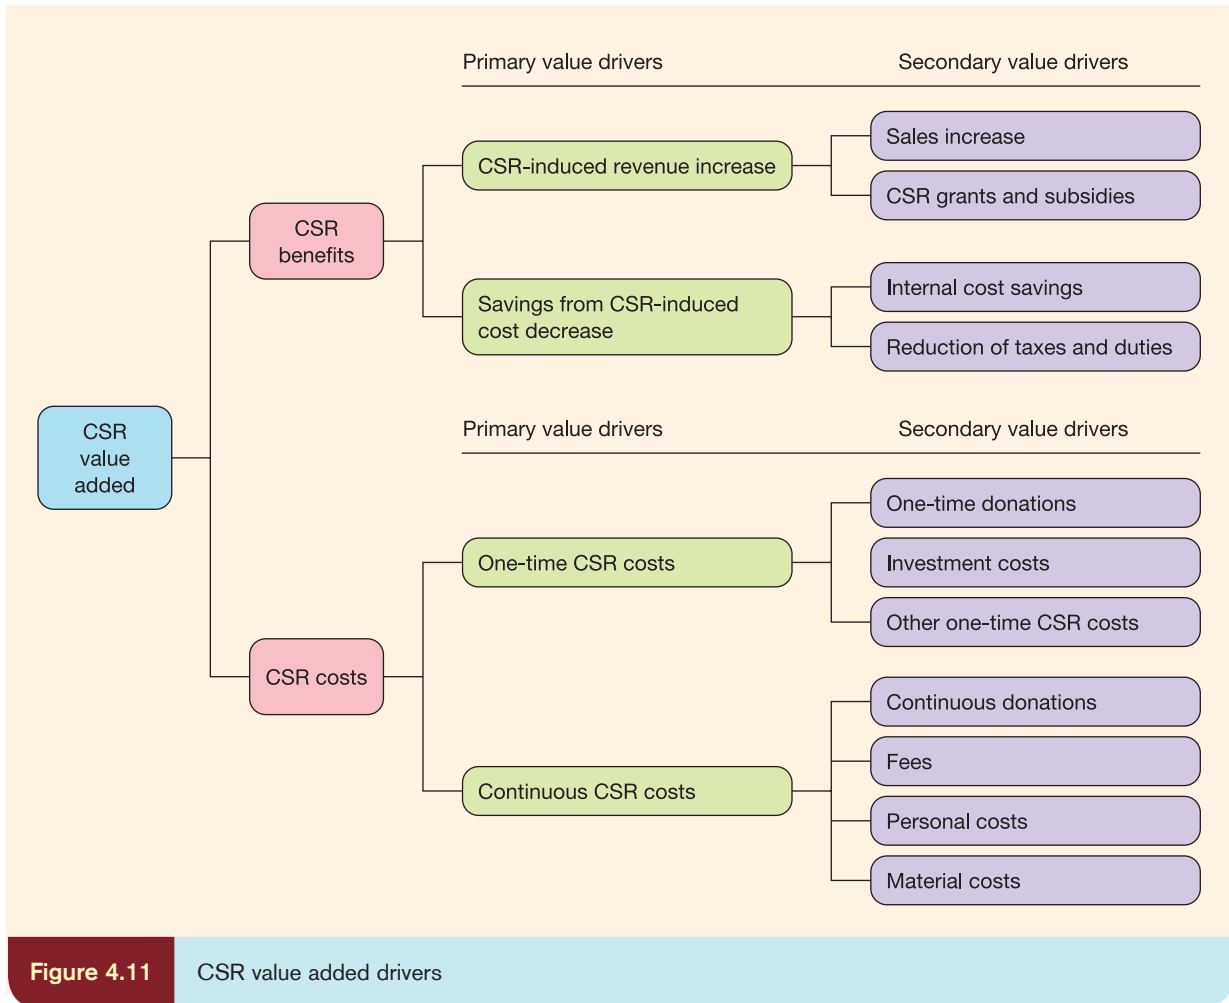 Primary value drivers
Secondary value drivers
CSR-induced revenue increase
Sales increase
CSR grants and subsidies
CSR
benefits
Savings from CSR-induced
cost decrease
Internal cost savings
Reduction of taxes and duties
CSR
value
added
Primary value drivers
Secondary value drivers
One-time CSR costs
One-time donations
Investment costs
Other one-time CSR costs
CSR costs
Continuous CSR costs
Continuous donations
Fees
Personal costs
Material costs
Figure 4.11
CSR value added drivers